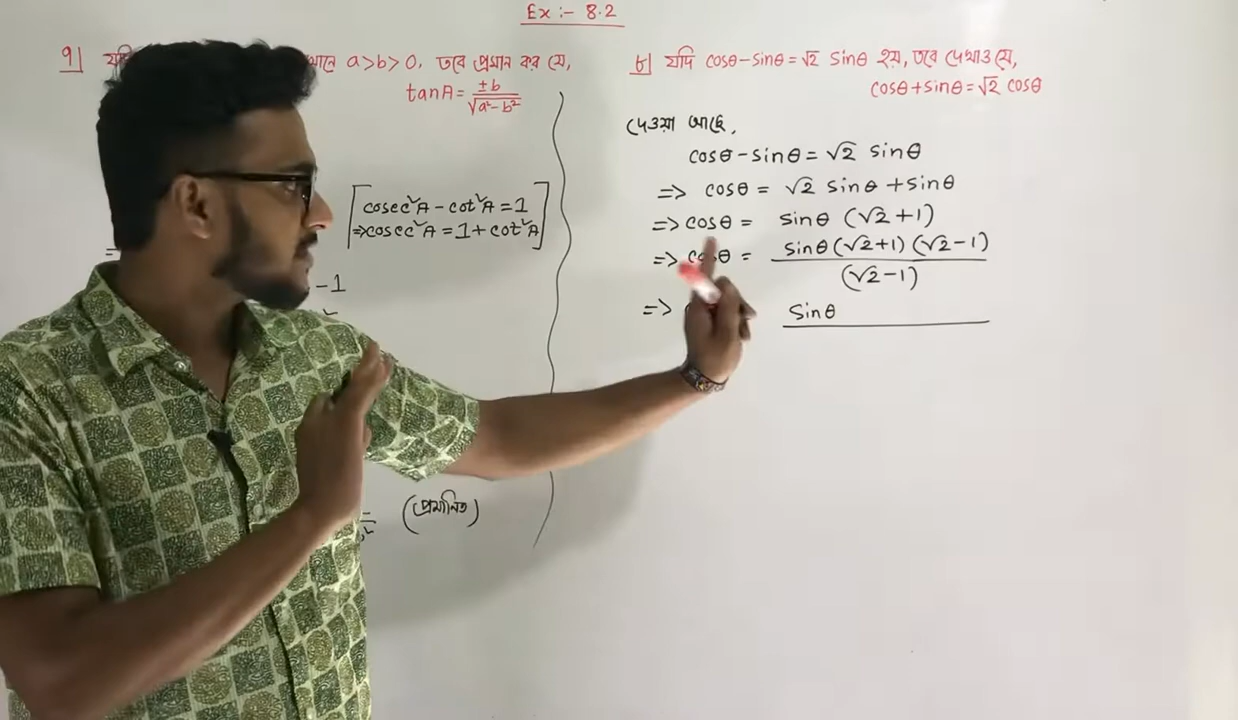 Ex :- 8.2
৭| a>b>0, তবে প্রমান কর যে,
tanA = ±b/√a²-b²
[cosec²A - cot²A = 1
=>cosec²A = 1 + cot²A]
-1
(প্রমানিত)
৮| যদি cosθ-sinθ=√2 sinθ হয়, তবে দেখাও যে,
cosθ+sinθ=√2 cosθ
দেওয়া আছে,
cosθ-sinθ=√2 sinθ
=> cosθ = √2 sinθ+sinθ
=> cosθ = sinθ (√2+1)
=> cosθ = sinθ(√2+1)(√2-1)/(√2-1)
=> sinθ